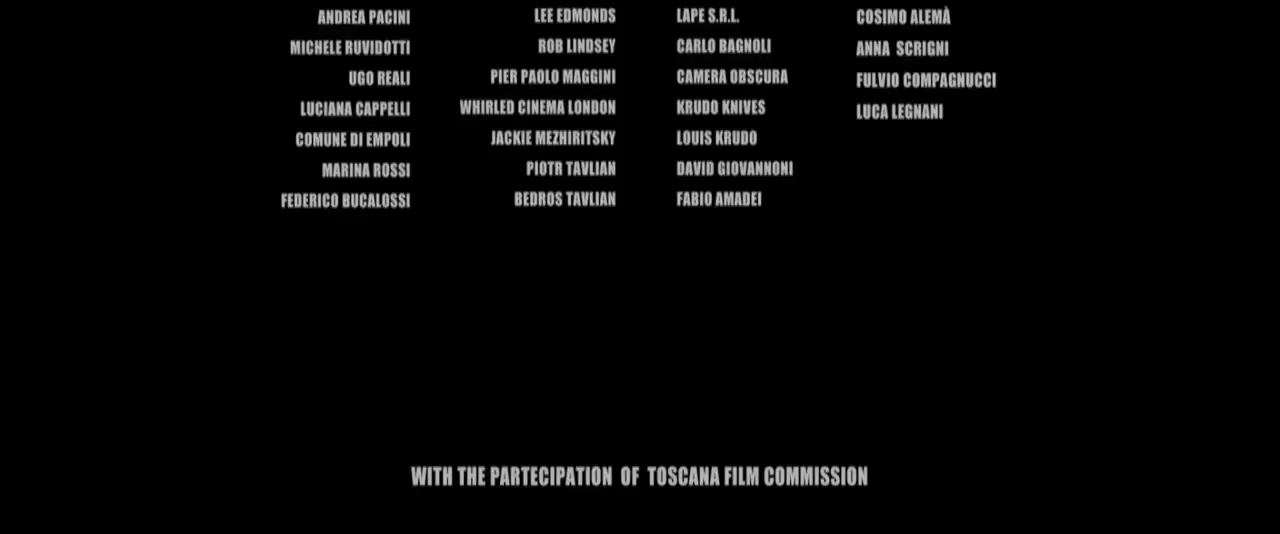 ANDREA PACINI
MICHELE RUVIDOTTI
UGO REALI
LUCIANA CAPPELLI
COMUNE DI EMPOLI
MARINA ROSSI
FEDERICO BUCALOSSI
LEE EDMONDS
ROB LINDSEY
PIER PAOLO MAGGINI
WHIRLED CINEMA LONDON
JACKIE MEZHIRITSKY
PIOTR TAVLIAN
BEDROS TAVLIAN
LAPE S.R.L.
CARLO BAGNOLI
CAMERA OBSCURA
KRUDO KNIVES
LOUIS KRUDO
DAVID GIOVANNONI
FABIO AMADEI
COSIMO ALEMÀ
ANNA SCRIGNI
FULVIO COMPAGNUCCI
LUCA LEGNANI
WITH THE PARTECIPATION OF TOSCANA FILM COMMISSION